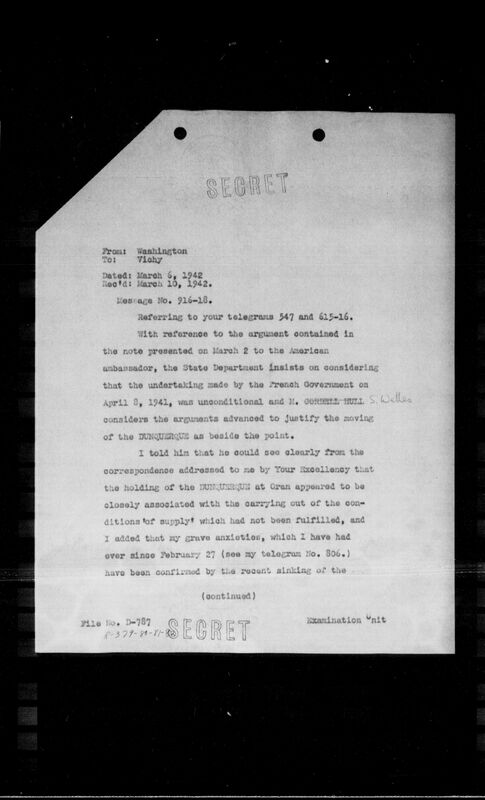 SECRET
From: Washington
To: Vichy
Dated: March 6, 1942
Rec'd: March 10, 1942.
Message No. 916-18.
Referring to your telegrams 547 and 615-16.
With reference to the argument contained in
the note presented on March 2 to the American
ambassador, the State Department insists on considering
that the undertaking made by the French Government on
April 8, 1941, was unconditional and M. CORDELL HULL S. Welles
considers the arguments advanced to justify the moving
of the DUNQUERQUE as beside the point.
I told him that he could see clearly from the
correspondence addressed to me by Your Excellency that
the holding of the DUNQUERQUE at Oran appeared to be
closely associated with the carrying out of the con-
ditions 'of supply' which had not been fulfilled, and
I added that my grave anxieties, which I have had
ever since February 27 (see my telegram No. 806.)
have been confirmed by the recent sinking of the
(continued)
File No. D-787
Examination Unit
SECRET